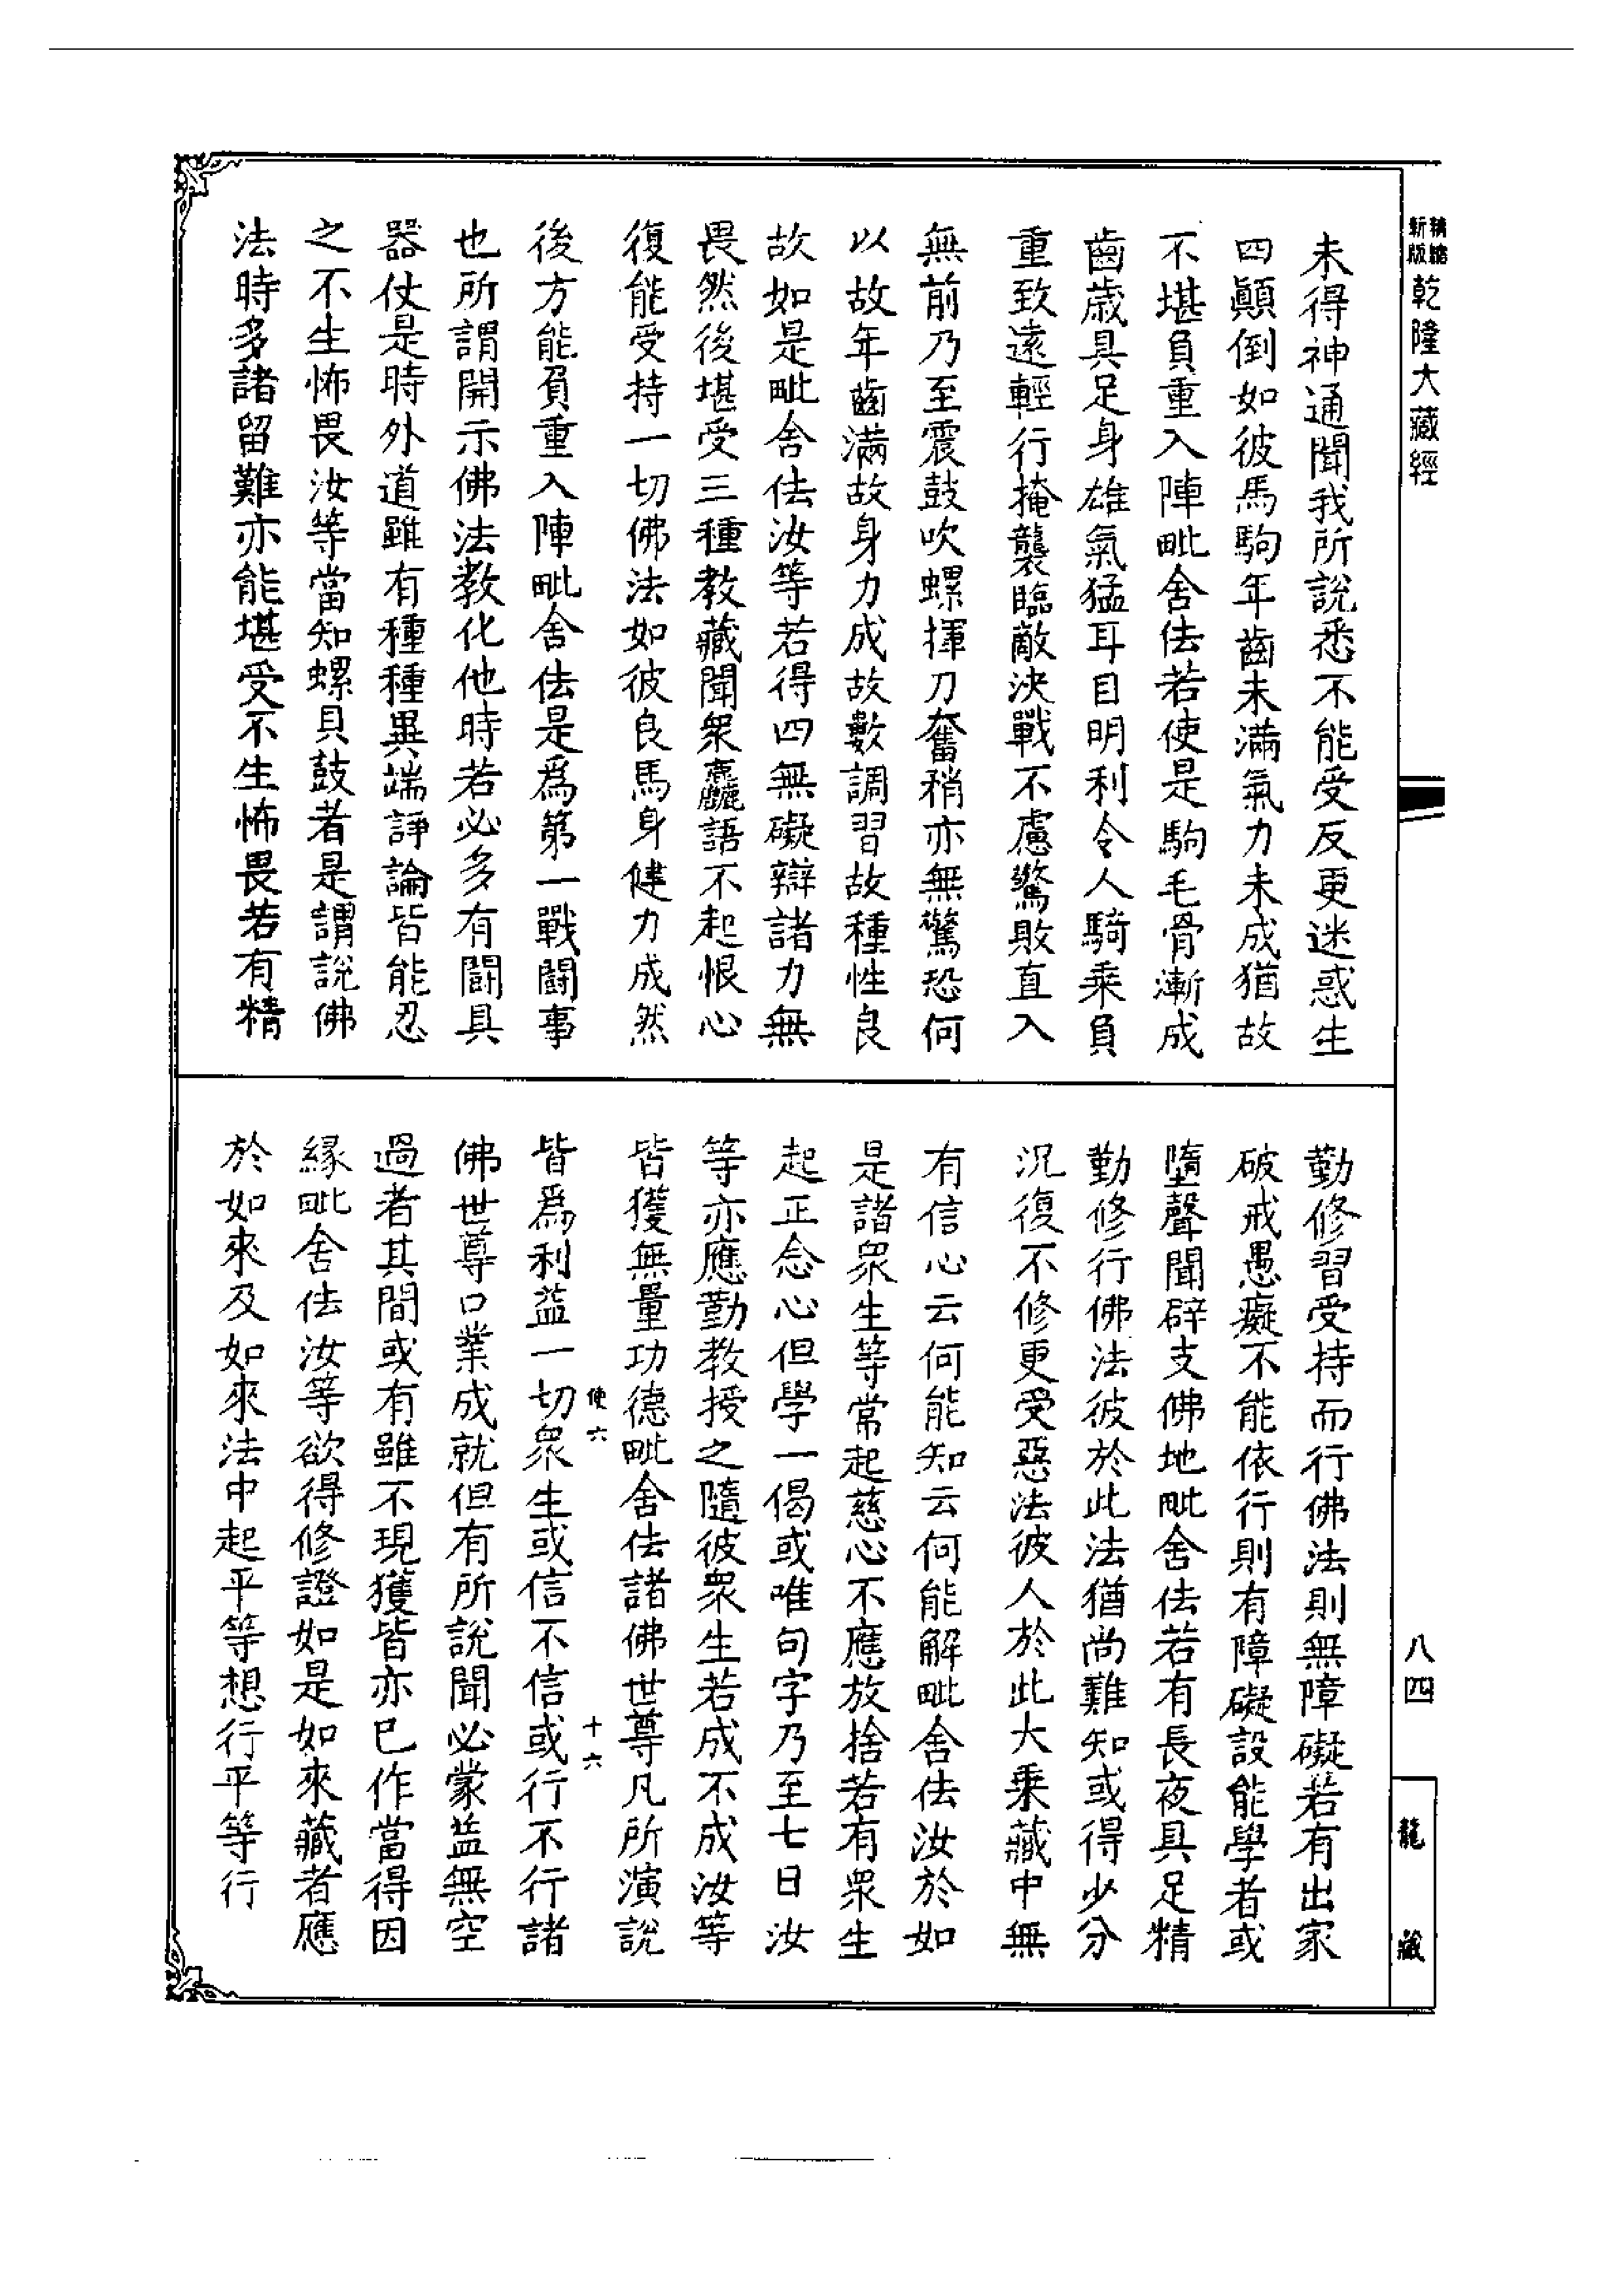 精縮
新版
乾隆大藏經
未得神通聞我所說悉不能受反更迷惑生
四顛倒如彼馬駒年齒未滿氣力未成猶故
不堪負重入陣毗舍佉若使是駒毛骨漸成
齒歲具足身雄氣猛耳目明利令人騎乘負
重致遠輕行掩襲臨敵決戰不慮驚敗直入
無前乃至震鼓吹螺揮刀奮矟亦無驚恐何
以故年齒滿故身力成故數調習故種性良
故如是毗舍佉汝等若得四無礙辯諸力無
畏然後堪受三種教藏聞衆麤語不起恨心
復能受持一切佛法如彼良馬身健力成然
後方能負重入陣毗舍佉是爲第一戰鬪事
也所謂開示佛法教化他時若必多有鬪具
器仗是時外道雖有種種異端諍論皆能忍
之不生怖畏汝等當知螺貝鼓者是謂說佛
法時多諸留難亦能堪受不生怖畏若有精
勤修習受持而行佛法則無障礙若有出家
破戒愚癡不能依行則有障礙設能學者或
墮聲聞辟支佛地毗舍佉若有長夜具足精
勤修行佛法彼於此法猶尚難知或得少分
況復不修更受惡法彼人於此大乘藏中無
有信心云何能知云何能解毗舍佉汝於如
是諸衆生等常起慈心不應放捨若有衆生
起正念心但學一偈或唯句字乃至七日汝
等亦應勤教授之隨彼衆生若成不成汝等
皆獲無量功德毗舍佉諸佛世尊凡所演說
使六
十六
皆爲利益一切衆生或信不信或行不行諸
佛世尊口業成就但有所說聞必蒙益無空
過者其間或有雖不現獲皆亦已作當得因
緣毗舍佉汝等欲得修證如是如來藏者應
於如來及如來法中起平等想行平等行
八四
龍藏